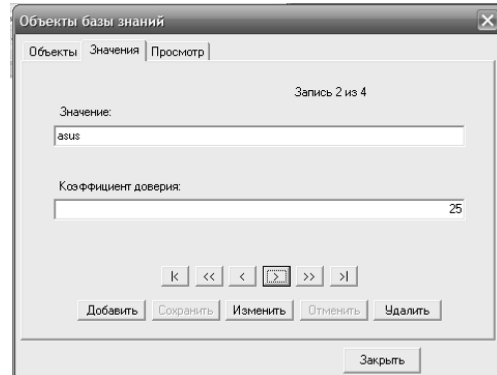 Объекты базы знаний
Объекты Значения Просмотр
Запись 2 из 4
Значение:
asus
Коэффициент доверия:
25
|< << < > >> >|
Добавить Сохранить Изменить Отменить Удалить
Закрыть